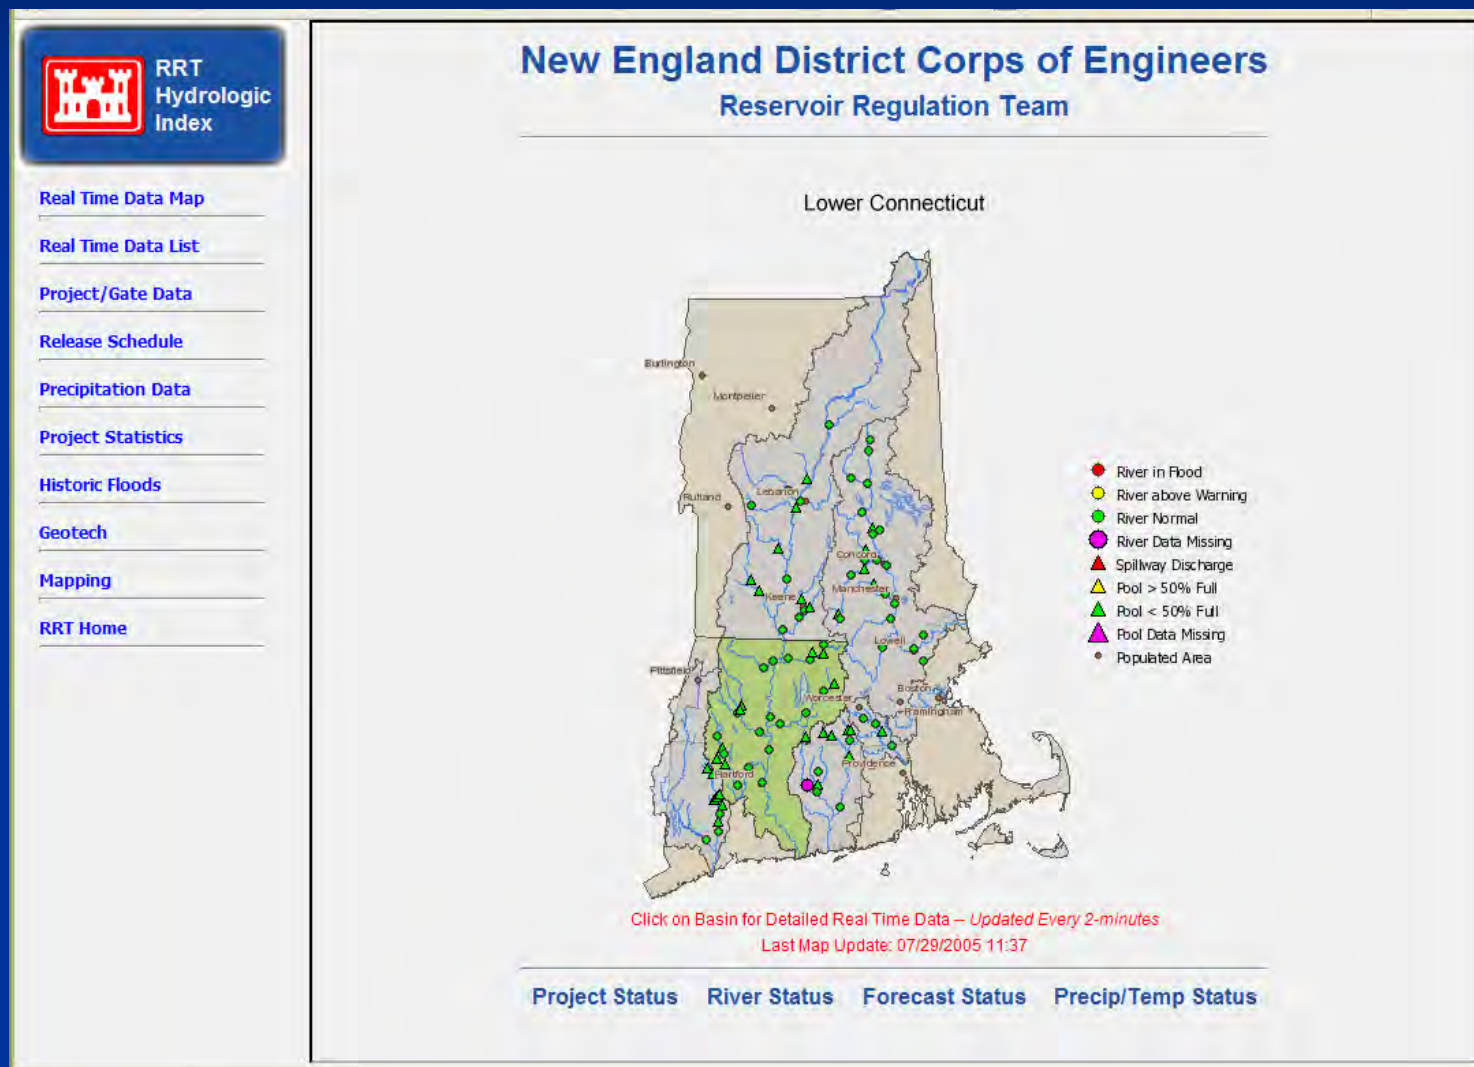 RRT
Hydrologic
Index
Real Time Data Map
Real Time Data List
Project/Gate Data
Release Schedule
Precipitation Data
Project Statistics
Historic Floods
Geotech
Mapping
RRT Home
New England District Corps of Engineers
Reservoir Regulation Team
Lower Connecticut
Burlington
Montpelier
Rutland
Lebanon
Concord
Keene
Manchester
Lowell
Pittsfield
Boston
Worcester
Framingham
Hartford
Providence
River in Flood
River above Warning
River Normal
River Data Missing
Spillway Discharge
Pool > 50% Full
Pool < 50% Full
Pool Data Missing
Populated Area
Click on Basin for Detailed Real Time Data -- Updated Every 2-minutes
Last Map Update: 07/29/2005 11:37
Project Status River Status Forecast Status Precip/Temp Status